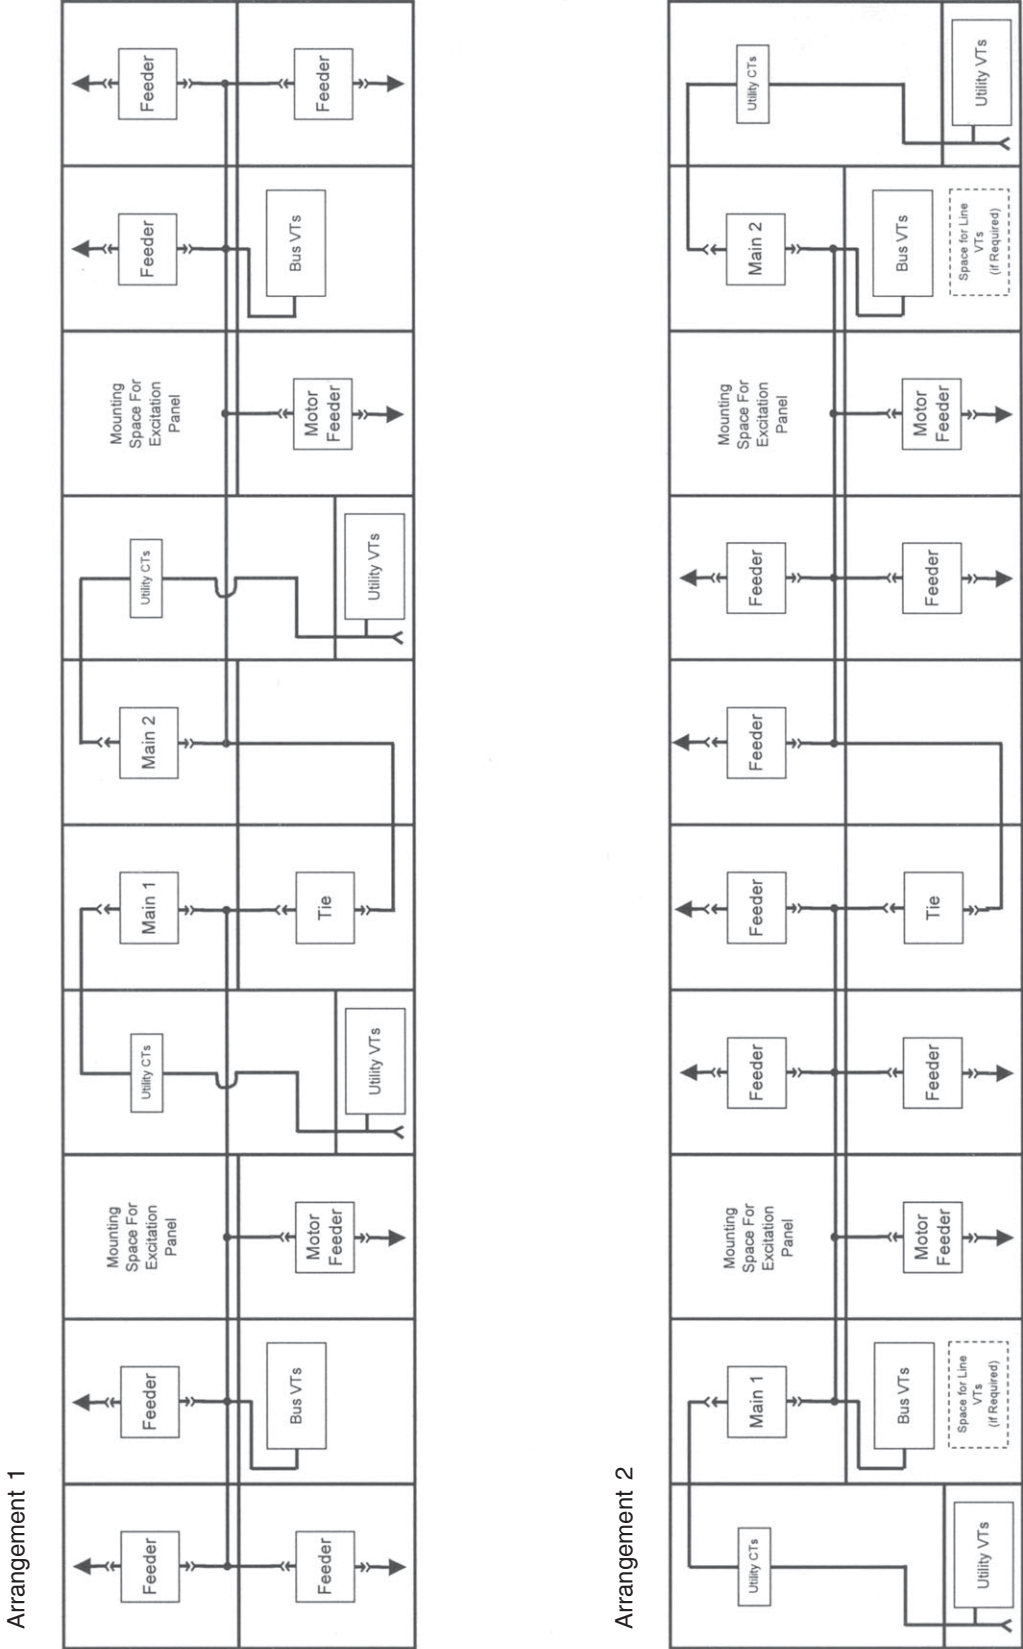 Arrangement 1
Feeder
Feeder
Feeder
Bus VTs
Mounting
Space For
Excitation
Panel
Motor
Feeder
Utility CTs
Utility VTs
Main 1
Tie
Main 2
Utility CTs
Utility VTs
Mounting
Space For
Excitation
Panel
Motor
Feeder
Feeder
Bus VTs
Feeder
Feeder
Arrangement 2
Utility CTs
Utility VTs
Main 1
Bus VTs
Space for Line
VTs
(if Required)
Mounting
Space For
Excitation
Panel
Motor
Feeder
Feeder
Feeder
Feeder
Tie
Feeder
Feeder
Feeder
Mounting
Space For
Excitation
Panel
Motor
Feeder
Main 2
Bus VTs
Space for Line
VTs
(if Required)
Utility CTs
Utility VTs